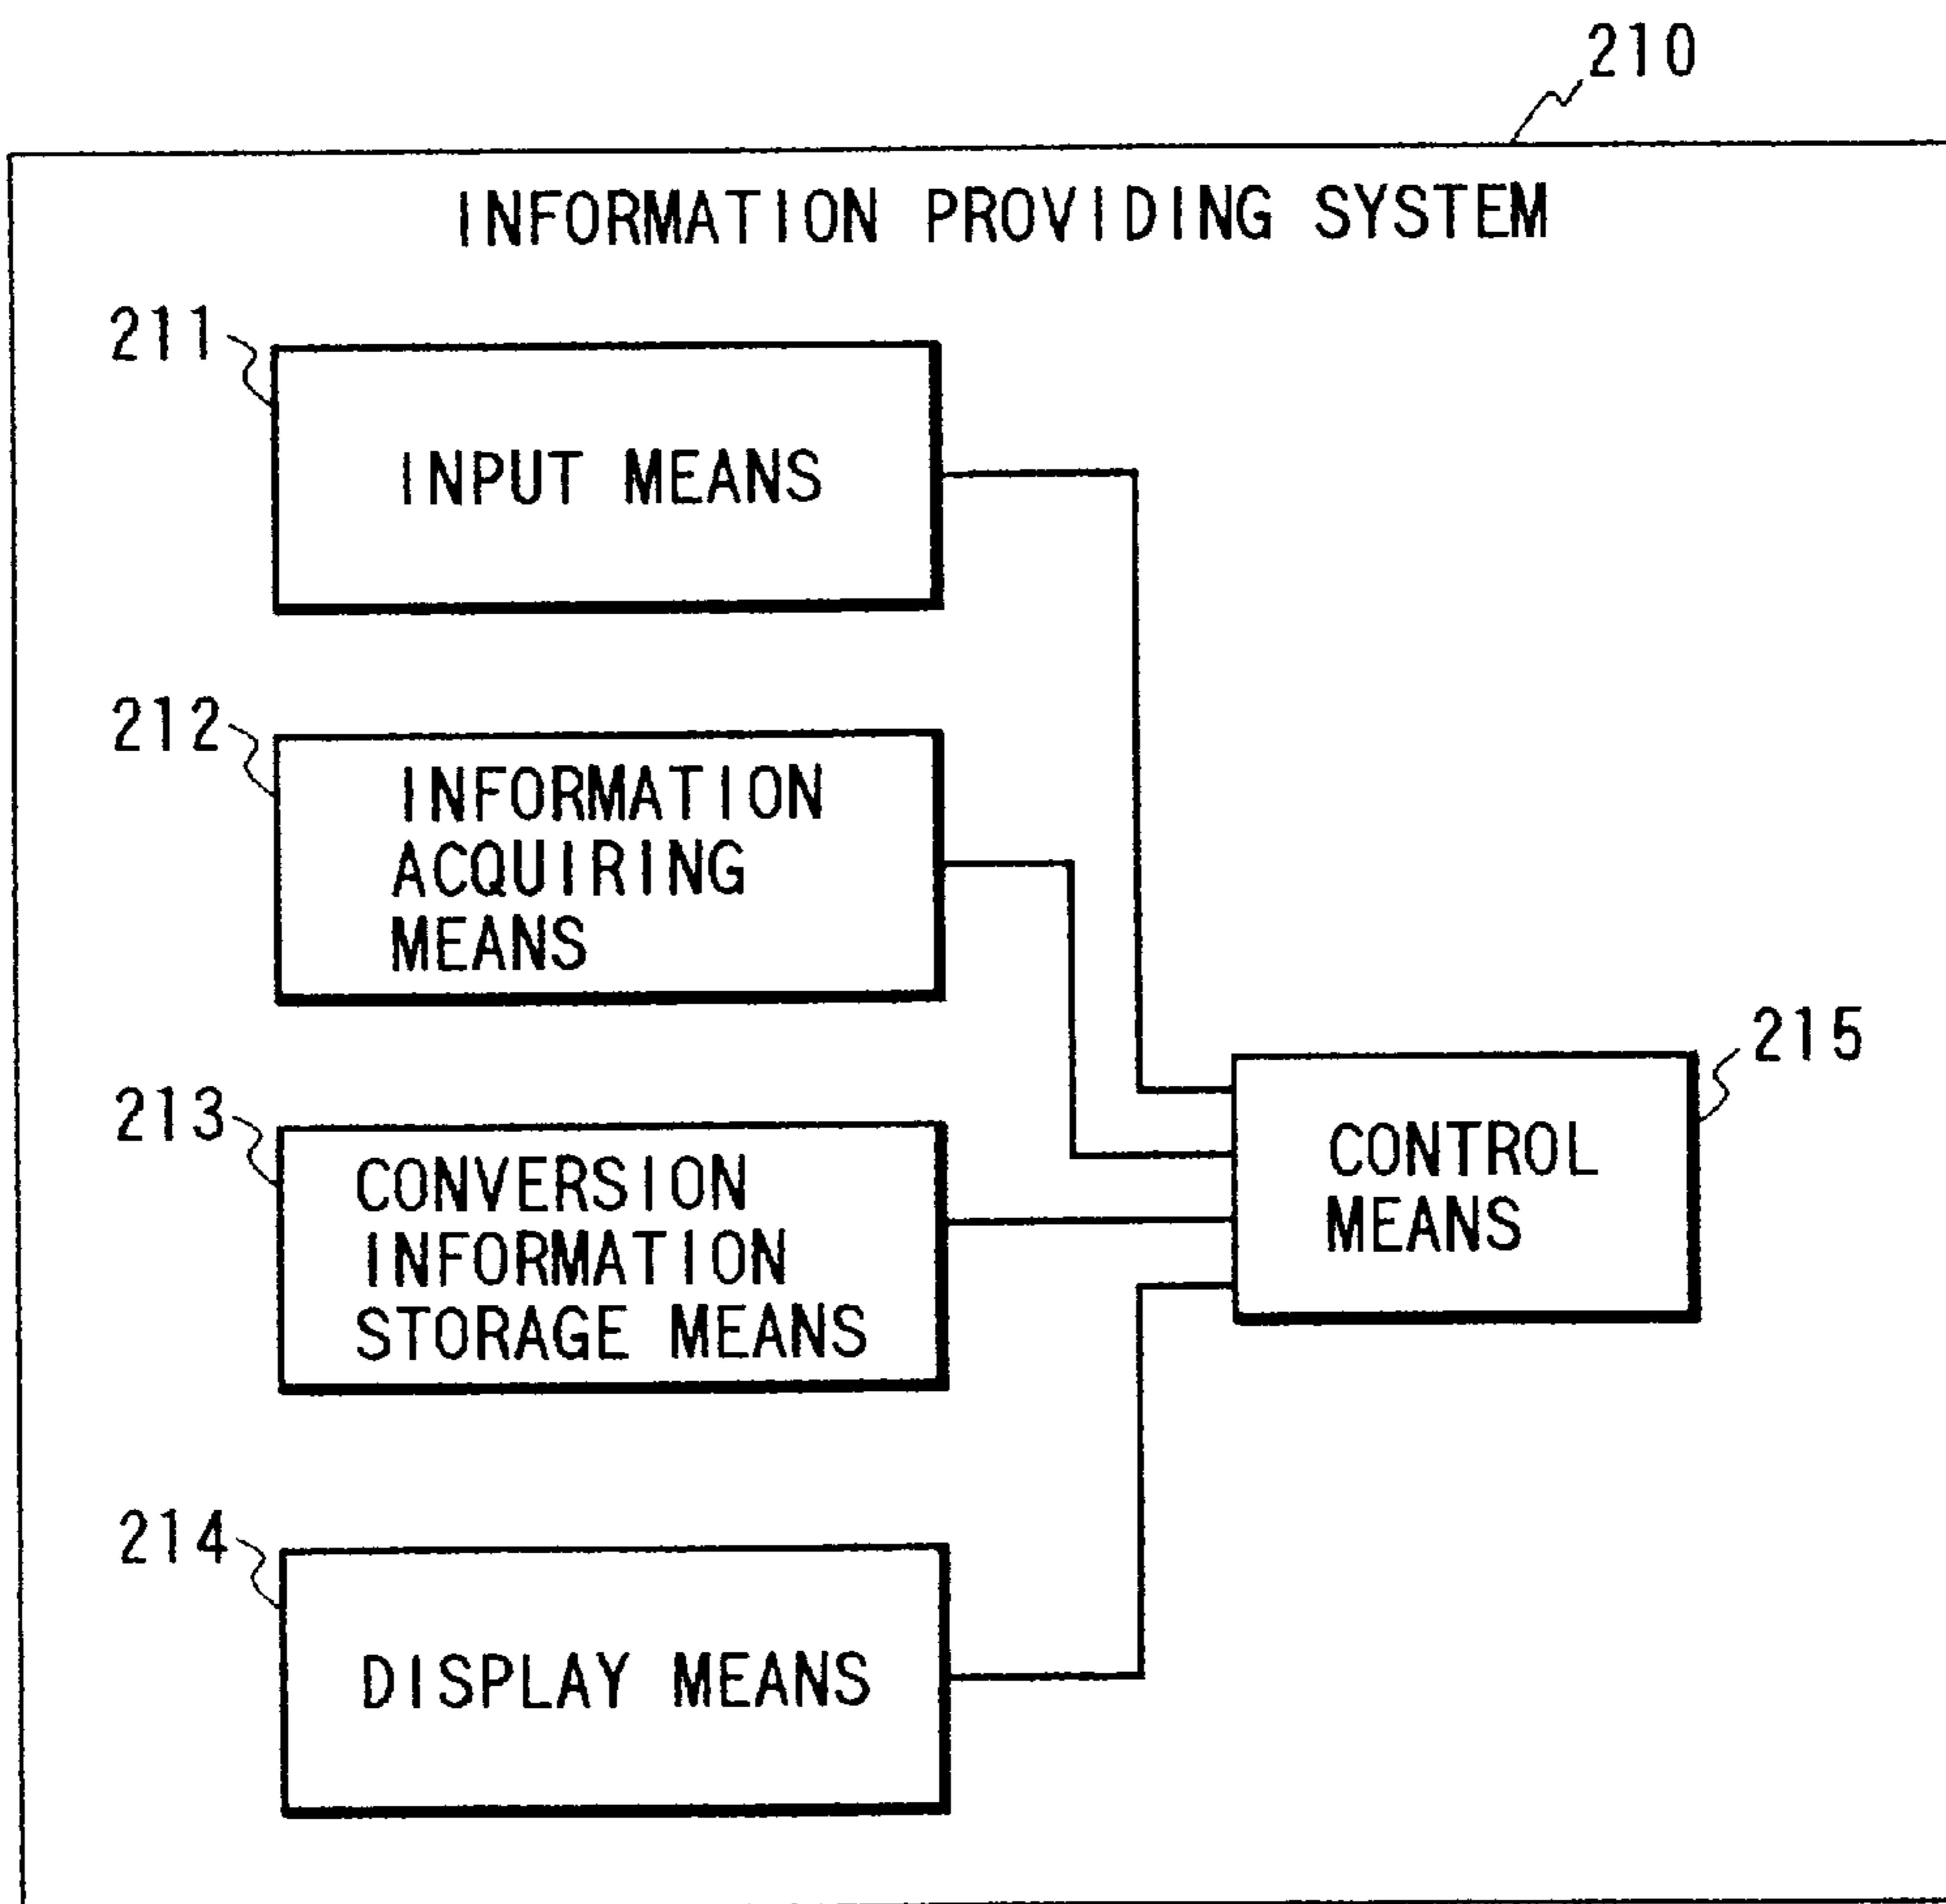 210
INFORMATION PROVIDING SYSTEM
211
INPUT MEANS
212
INFORMATION
ACQUIRING
MEANS
213
CONVERSION
INFORMATION
STORAGE MEANS
215
CONTROL
MEANS
214
DISPLAY MEANS